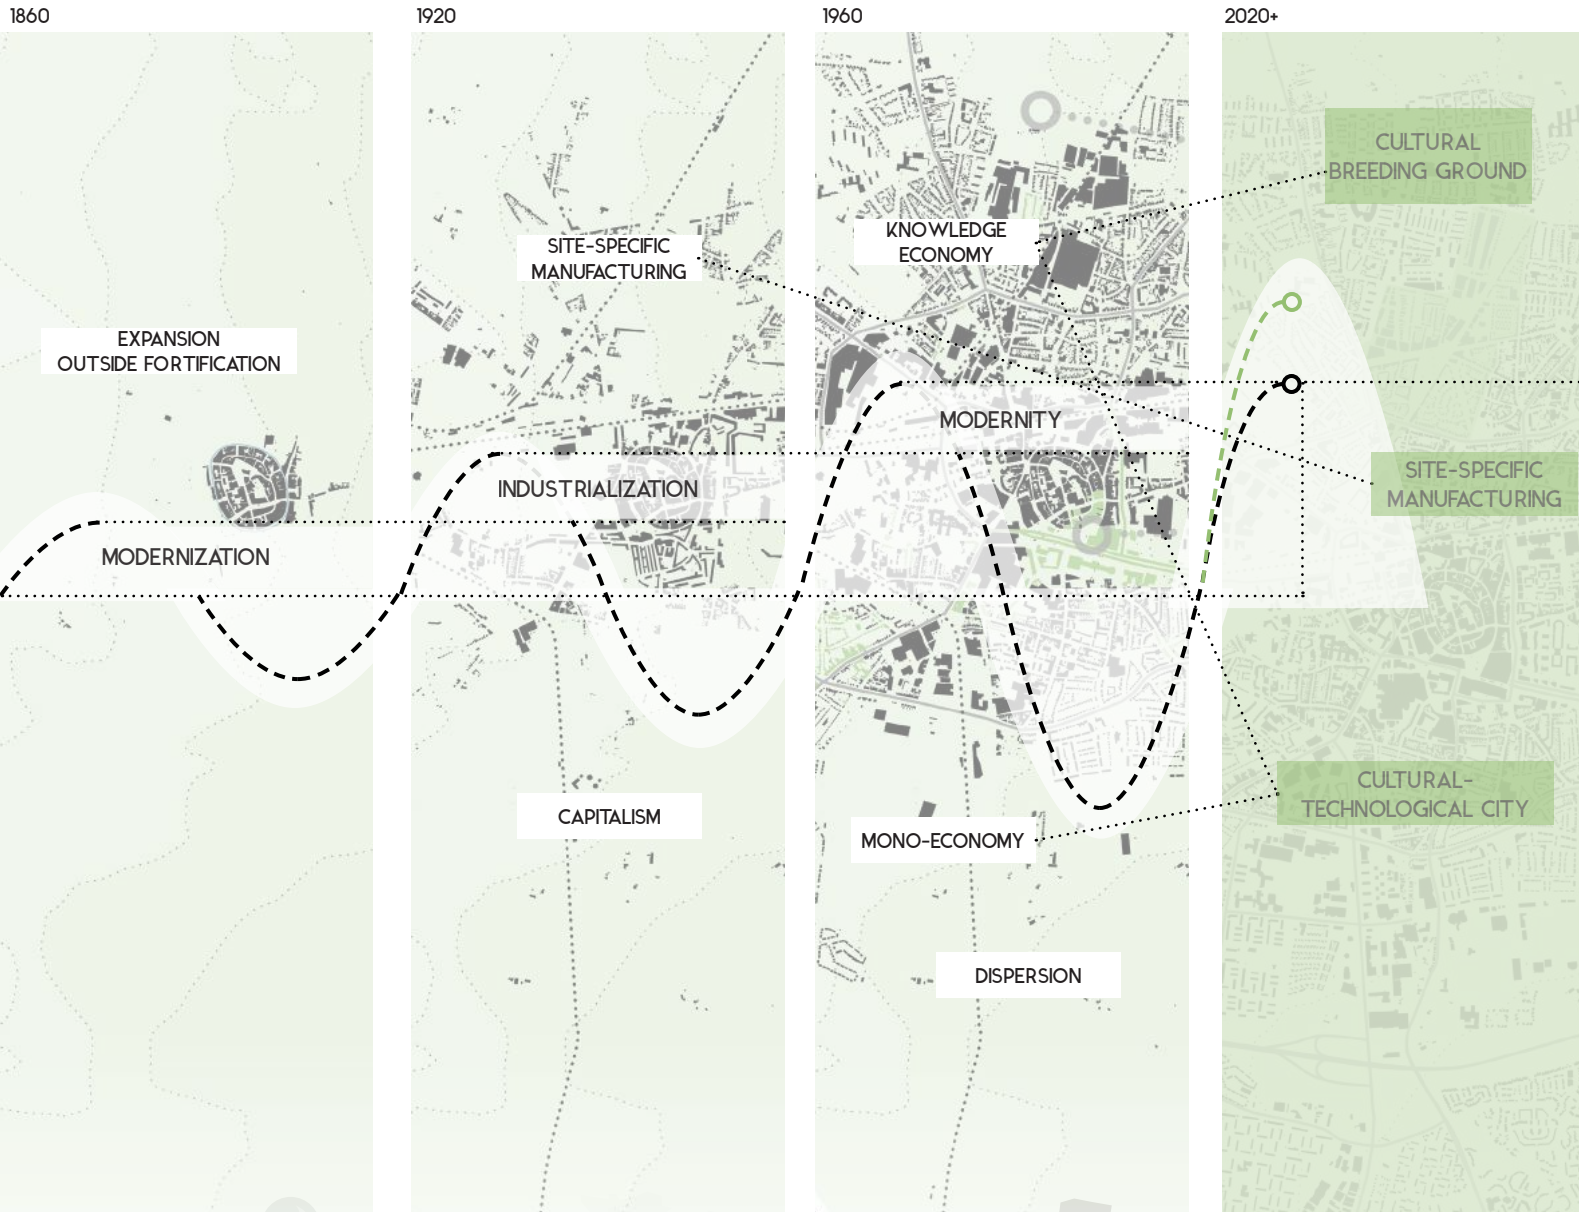 1860
1920
1960
2020+
EXPANSION
OUTSIDE FORTIFICATION
MODERNIZATION
SITE-SPECIFIC
MANUFACTURING
INDUSTRIALIZATION
CAPITALISM
KNOWLEDGE
ECONOMY
MODERNITY
MONO-ECONOMY
DISPERSION
CULTURAL
BREEDING GROUND
SITE-SPECIFIC
MANUFACTURING
CULTURAL-
TECHNOLOGICAL CITY